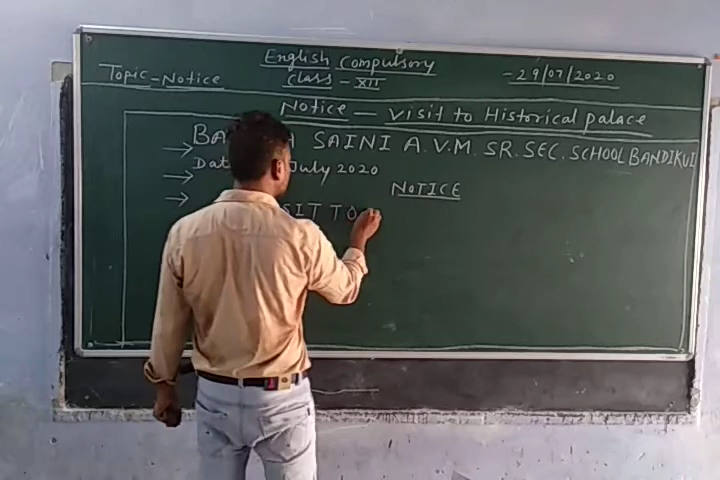 English Compulsory
Class - XII
-29/07/2020
Topic - Notice
Notice — Visit to Historical palace
SAINI A.V.M. SR. SEC. SCHOOL BANDIKUI
July 2020
NOTICE
TO